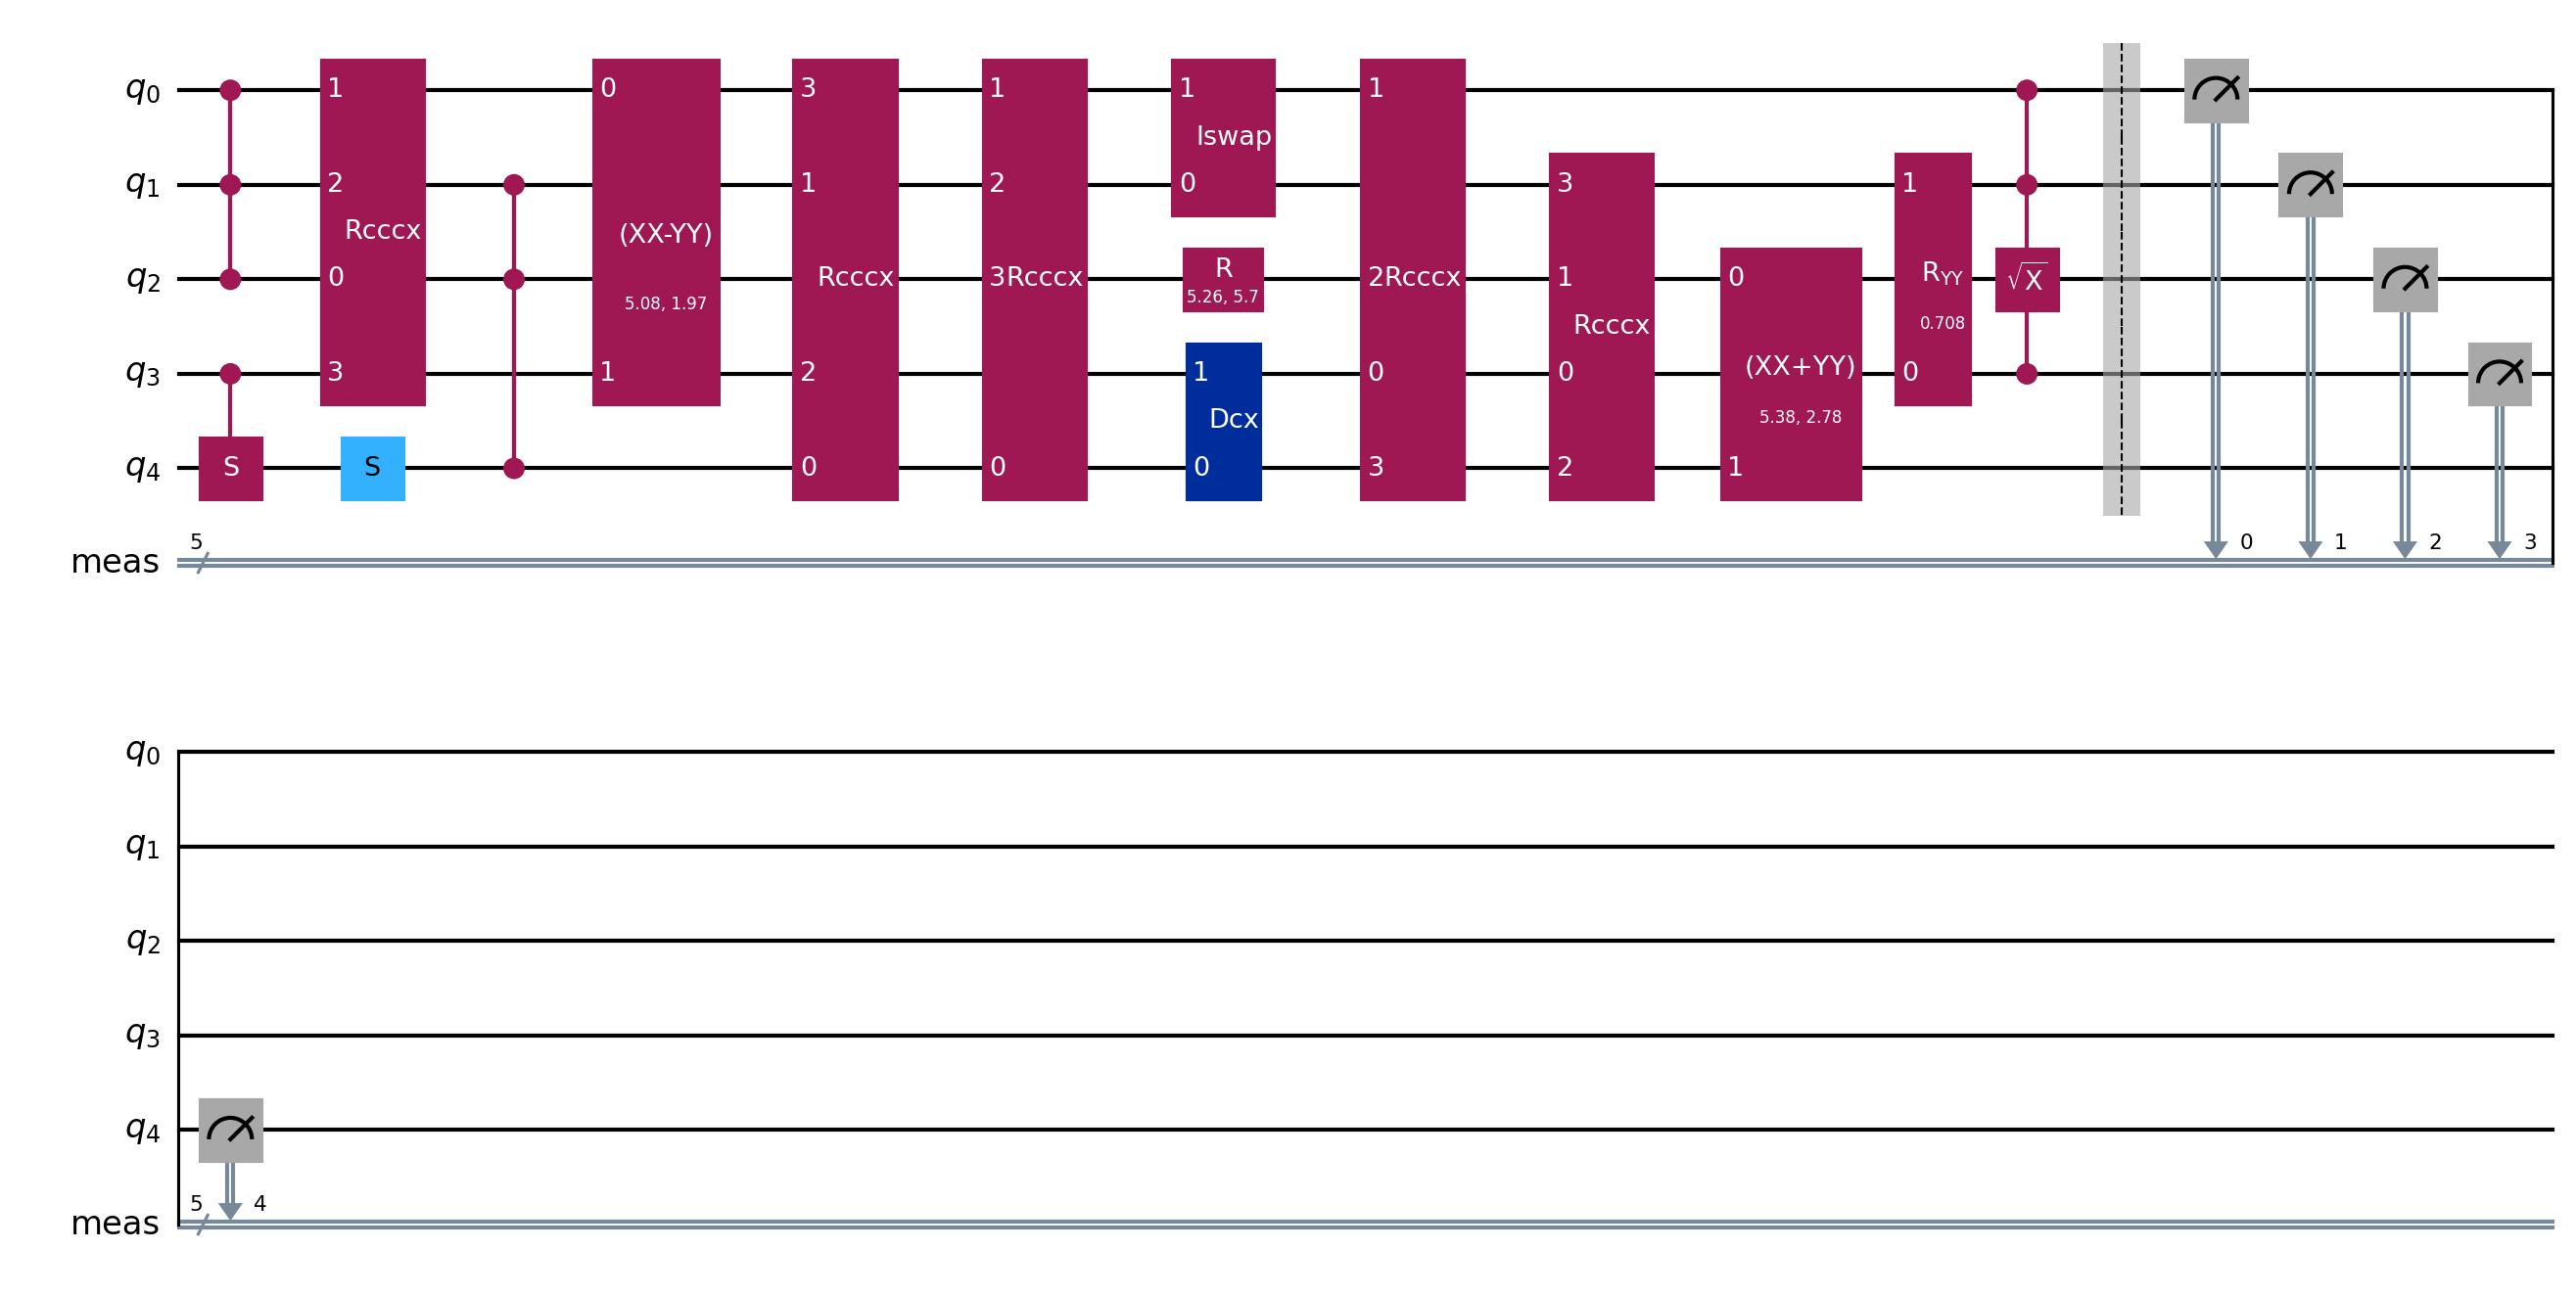 q0 1 0 3 1 1 1
Iswap
q1 2 1 2 0 3 1
Rcccx (XX-YY) R R_YY
q2 0 5.08, 1.97 Rcccx 3Rcccx 5.26, 5.7 2Rcccx 1 0 √X
Rcccx 0.708
q3 3 1 2 1 0 0 (XX+YY) 0
Dcx 5.38, 2.78
q4 S S 0 0 0 3 2 1
5 0 1 2 3
meas
q0
q1
q2
q3
q4
5 4
meas